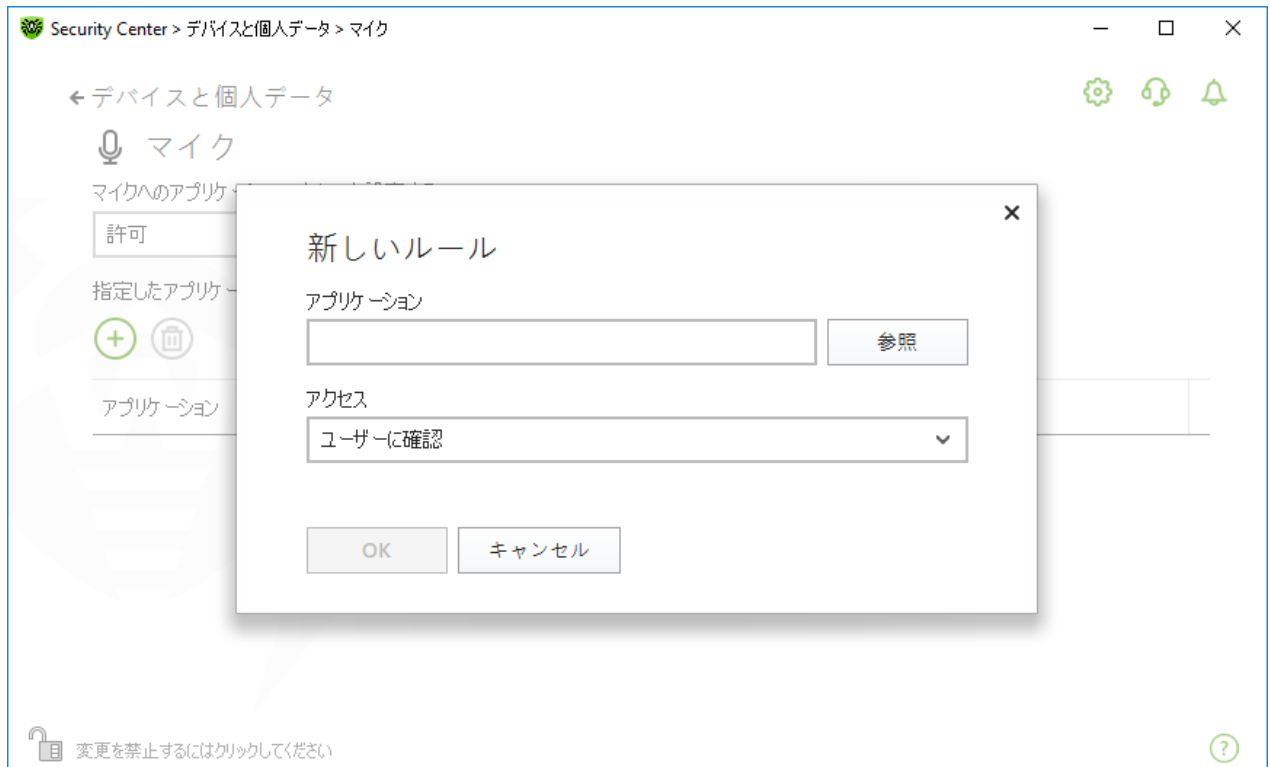 Security Center > デバイスと個人データ > マイク
デバイスと個人データ
マイク
マイクへのアプリケ
許可
指定したアプリケー
アプリケーション
新しいルール
アプリケーション
参照
アクセス
ユーザーに確認
OK
キャンセル
変更を禁止するにはクリックしてください
?